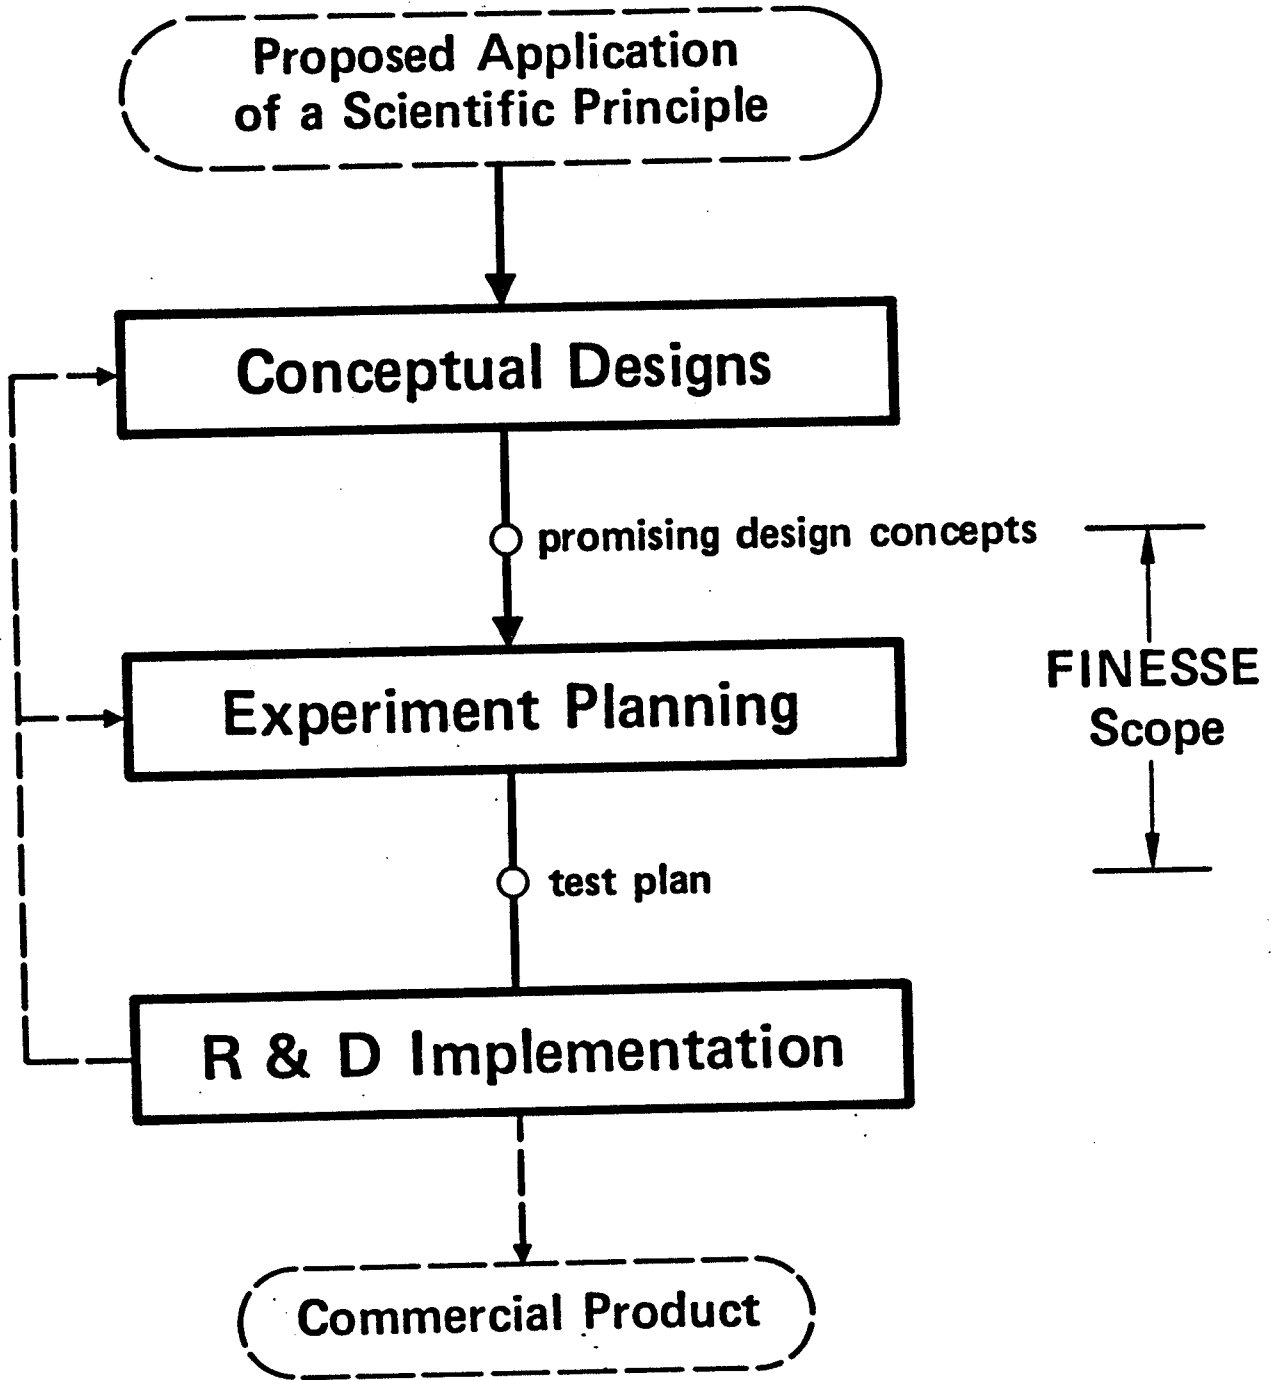 Proposed Application
of a Scientific Principle
Conceptual Designs
promising design concepts
FINESSE
Scope
Experiment Planning
test plan
R & D Implementation
Commercial Product